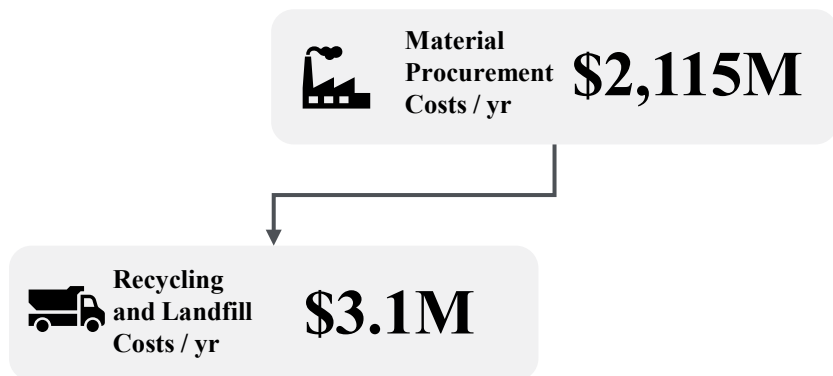 Material
Procurement
Costs / yr
$2,115M
Recycling
and Landfill
Costs / yr
$3.1M